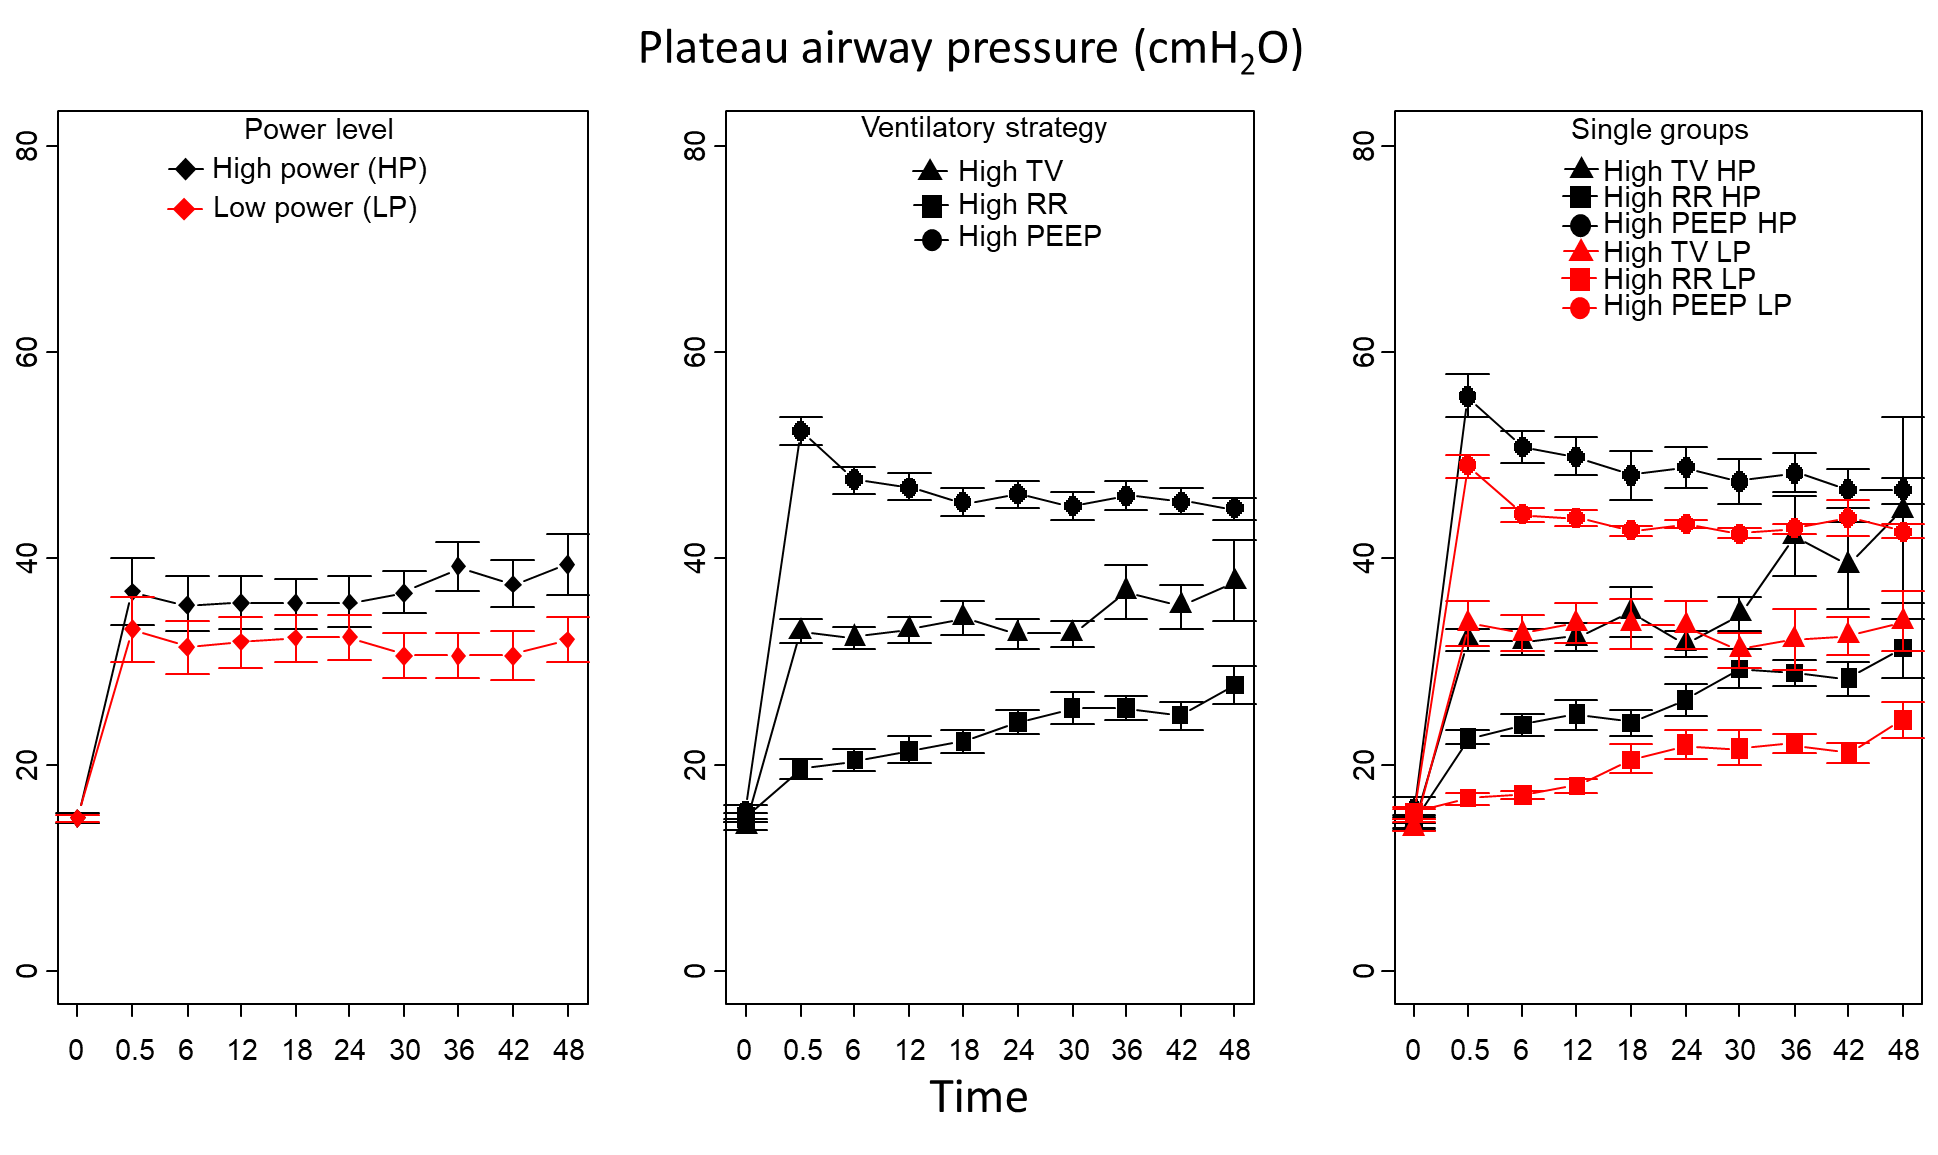 Plateau airway pressure (cmH2O)
Power level
High power (HP)
Low power (LP)
80
60
40
20
0
0 0.5 6 12 18 24 30 36 42 48
Ventilatory strategy
High TV
High RR
High PEEP
80
60
40
20
0
0 0.5 6 12 18 24 30 36 42 48
Single groups
High TV HP
High RR HP
High PEEP HP
High TV LP
High RR LP
High PEEP LP
80
60
40
20
0
0 0.5 6 12 18 24 30 36 42 48
Time